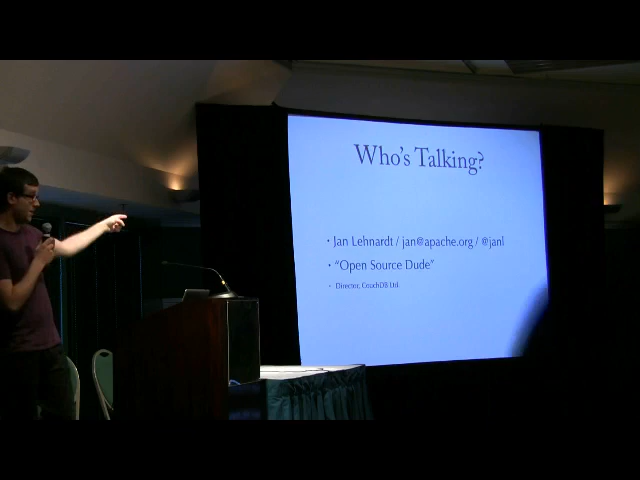 Who's Talking?
• Jan Lehnardt / jan@apache.org / @janl
• "Open Source Dude"
• Director, CouchDB Ltd